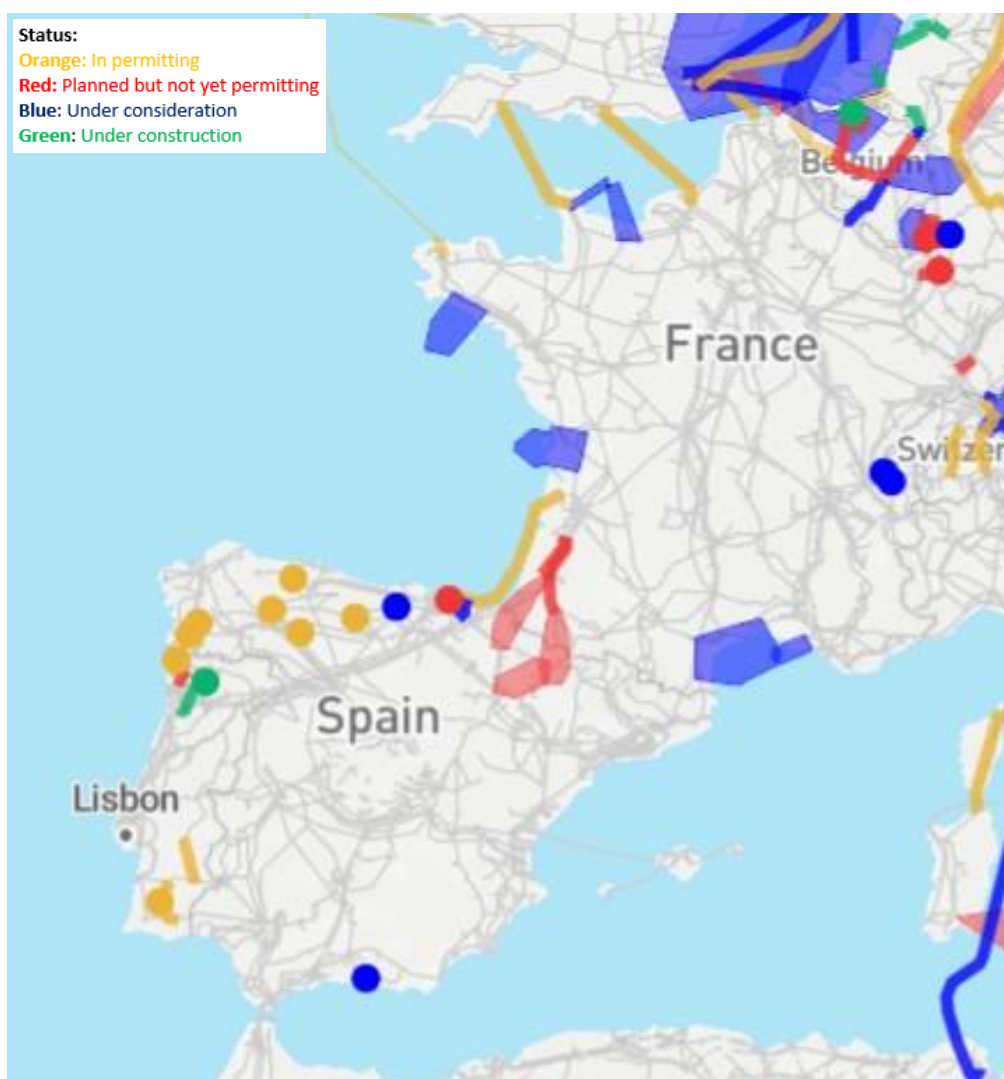 Status:
Orange: In permitting
Red: Planned but not yet permitting
Blue: Under consideration
Green: Under construction
Belgium
France
Switzer
Spain
Lisbon